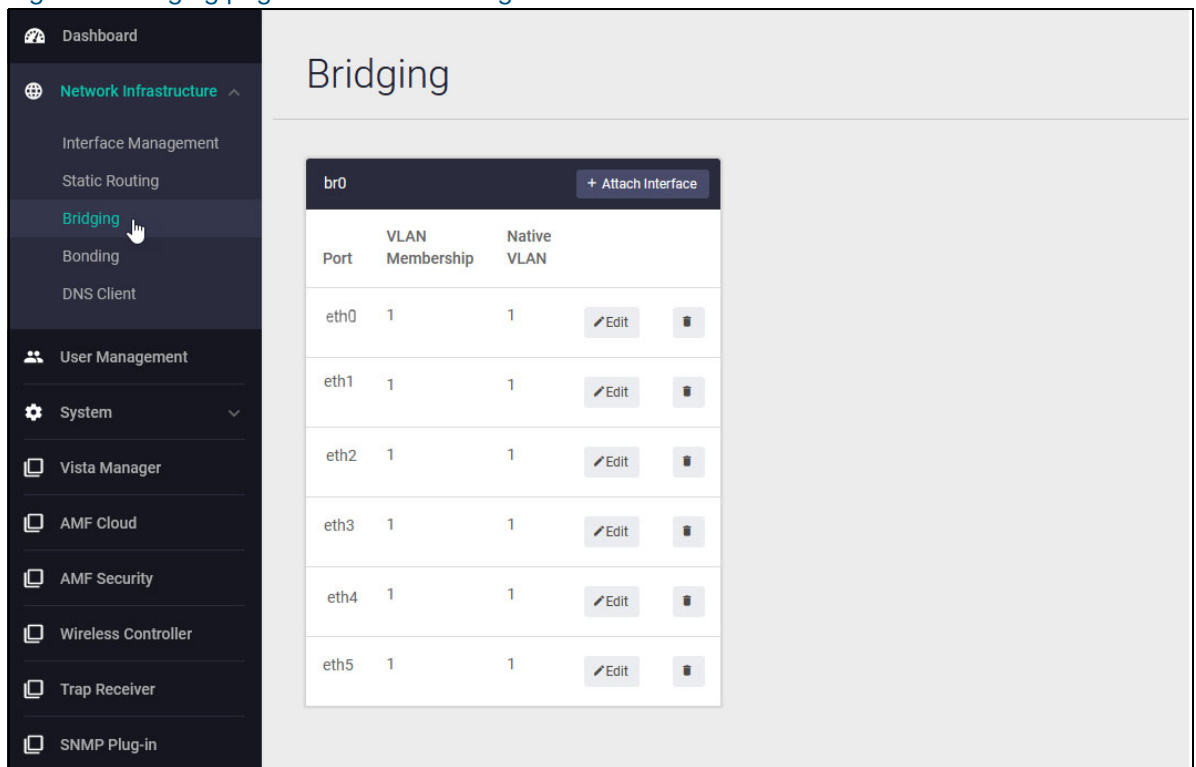 Dashboard
Network Infrastructure
Interface Management
Static Routing
Bridging
Bonding
DNS Client
User Management
System
Vista Manager
AMF Cloud
AMF Security
Wireless Controller
Trap Receiver
SNMP Plug-in
Bridging
br0 + Attach Interface
Port VLAN Membership Native VLAN
eth0 1 1 Edit
eth1 1 1 Edit
eth2 1 1 Edit
eth3 1 1 Edit
eth4 1 1 Edit
eth5 1 1 Edit